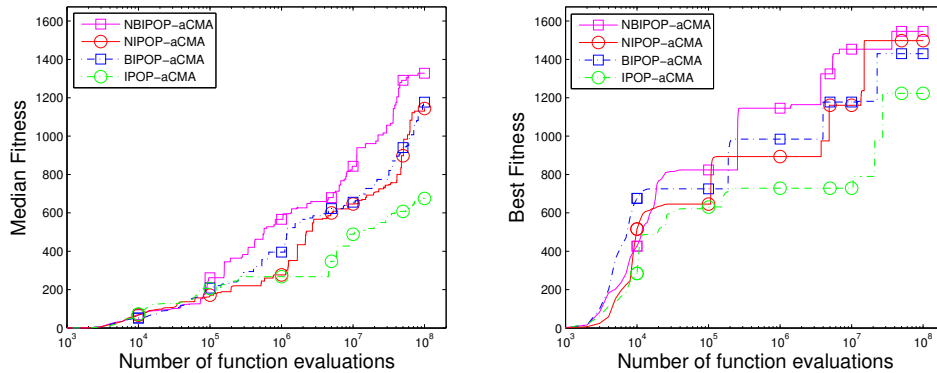 1600
1400
1200
1000
800
600
400
200
0
Median Fitness
NBIPOP-aCMA
NIPOP-aCMA
BIPOP-aCMA
IPOP-aCMA
10^3
10^4
10^5
10^6
10^7
10^8
Number of function evaluations
1600
1400
1200
1000
800
600
400
200
0
Best Fitness
NBIPOP-aCMA
NIPOP-aCMA
BIPOP-aCMA
IPOP-aCMA
10^3
10^4
10^5
10^6
10^7
10^8
Number of function evaluations